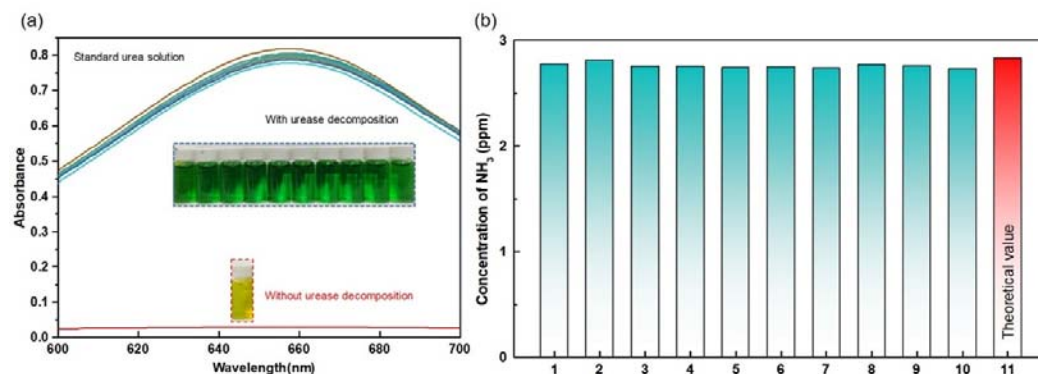 (a)
Standard urea solution
With urease decomposition
Without urease decomposition
Absorbance
0.8
0.7
0.6
0.5
0.4
0.3
0.2
0.1
0.0
600 620 640 660 680 700
Wavelength(nm)
(b)
Concentration of NH₃ (ppm)
3
2
1
0
Theoretical value
1 2 3 4 5 6 7 8 9 10 11